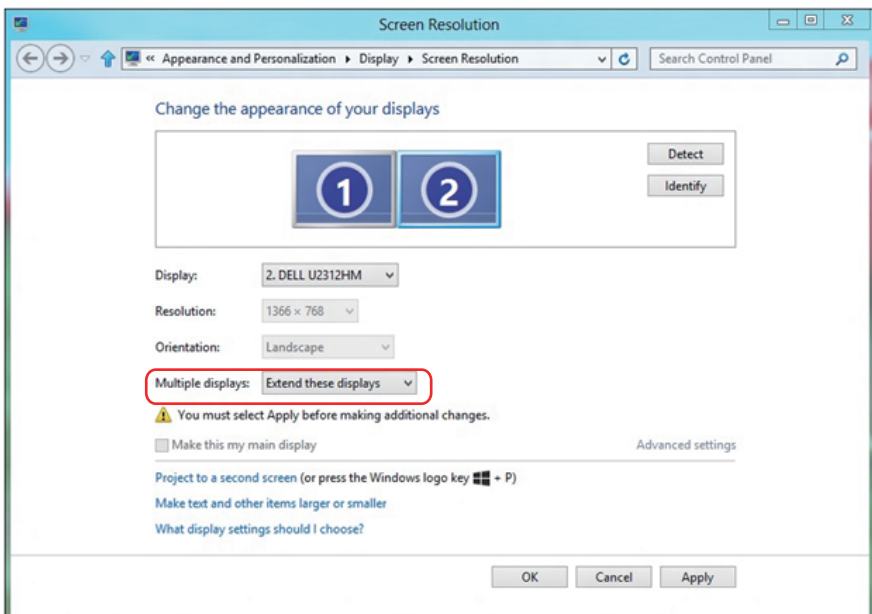 Screen Resolution
« Appearance and Personalization ▸ Display ▸ Screen Resolution
Search Control Panel
Change the appearance of your displays
1 2
Detect
Identify
Display: 2. DELL U2312HM
Resolution: 1366 × 768
Orientation: Landscape
Multiple displays: Extend these displays
You must select Apply before making additional changes.
Make this my main display Advanced settings
Project to a second screen (or press the Windows logo key + P)
Make text and other items larger or smaller
What display settings should I choose?
OK Cancel Apply